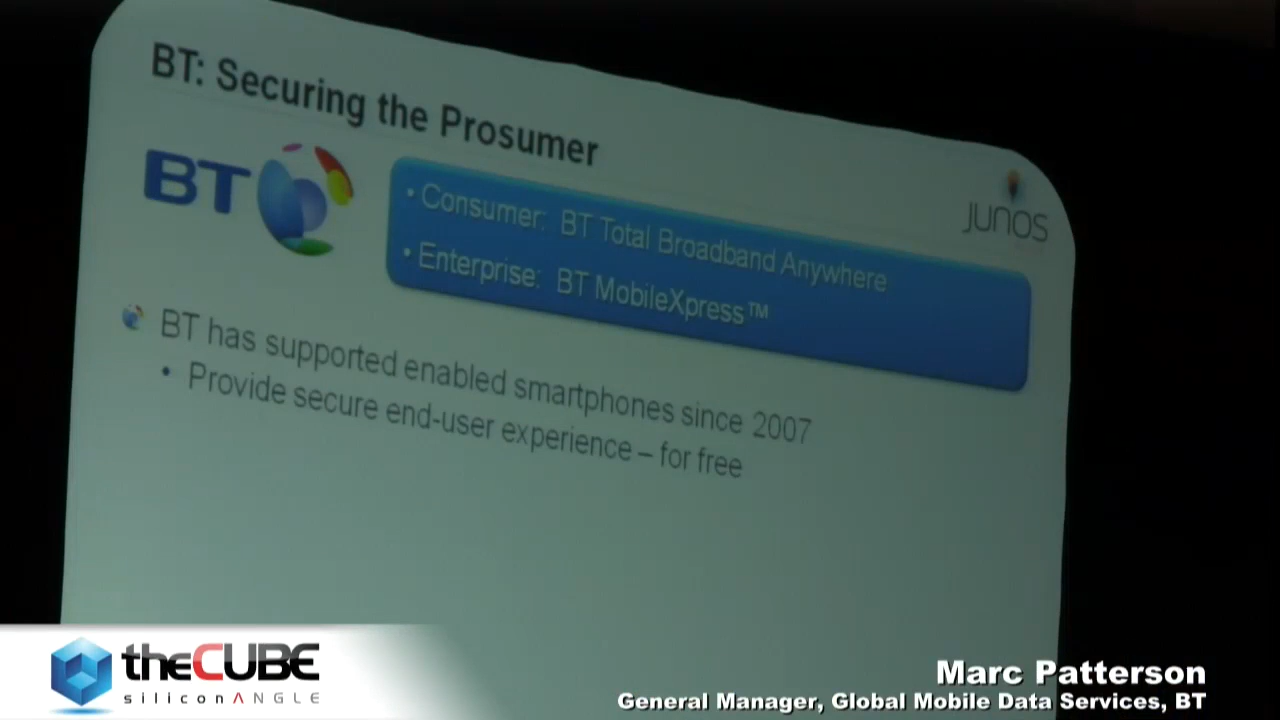 BT: Securing the Prosumer
BT
• Consumer: BT Total Broadband Anywhere
• Enterprise: BT MobileXpress™
JUNOS
BT has supported enabled smartphones since 2007
• Provide secure end-user experience – for free
theCUBE
siliconANGLE
Marc Patterson
General Manager, Global Mobile Data Services, BT